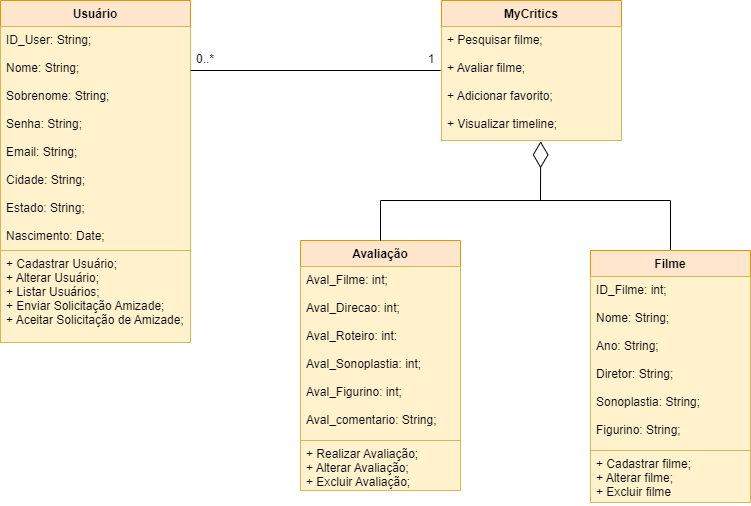 Usuário
ID_User: String;
Nome: String;
Sobrenome: String;
Senha: String;
Email: String;
Cidade: String;
Estado: String;
Nascimento: Date;
+ Cadastrar Usuário;
+ Alterar Usuário;
+ Listar Usuários;
+ Enviar Solicitação Amizade;
+ Aceitar Solicitação de Amizade;
0..*
1
MyCritics
+ Pesquisar filme;
+ Avaliar filme;
+ Adicionar favorito;
+ Visualizar timeline;
Avaliação
Aval_Filme: int;
Aval_Direcao: int;
Aval_Roteiro: int:
Aval_Sonoplastia: int;
Aval_Figurino: int;
Aval_comentario: String;
+ Realizar Avaliação;
+ Alterar Avaliação;
+ Excluir Avaliação;
Filme
ID_Filme: int;
Nome: String;
Ano: String;
Diretor: String;
Sonoplastia: String;
Figurino: String;
+ Cadastrar filme;
+ Alterar filme;
+ Excluir filme